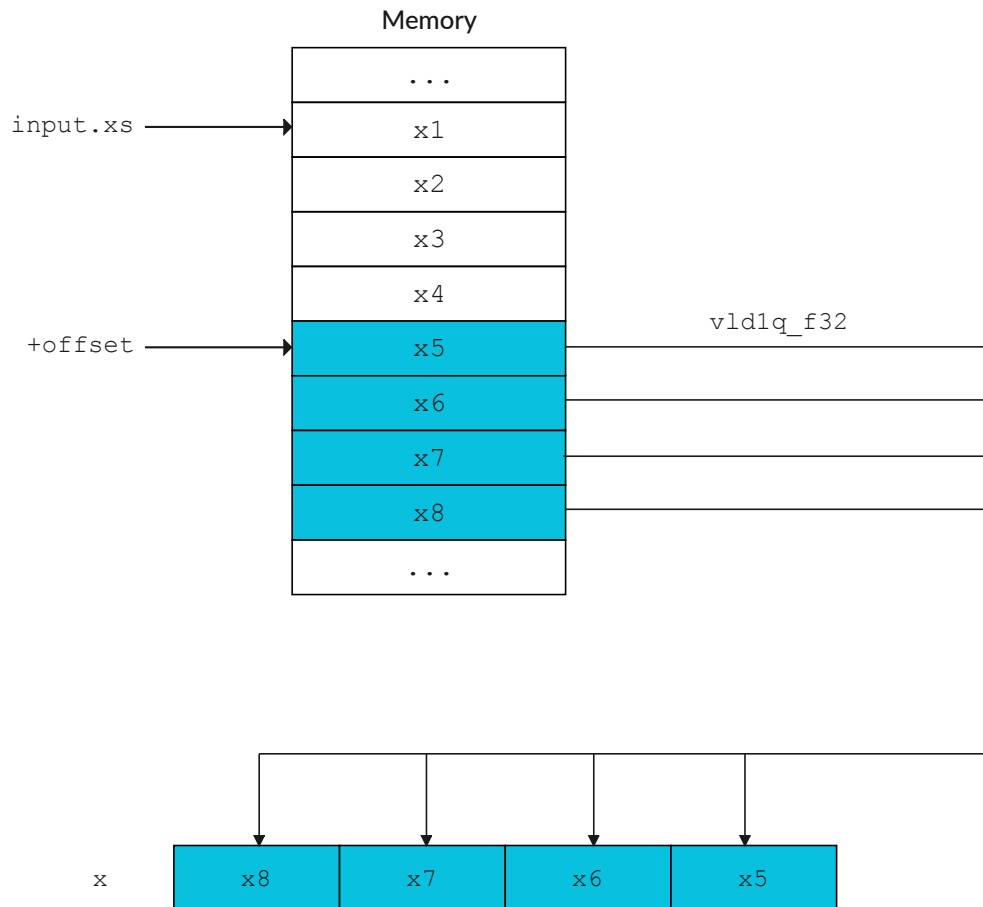 Memory
...
input.xs
x1
x2
x3
x4
+offset
x5
vld1q_f32
x6
x7
x8
...
x
x8
x7
x6
x5